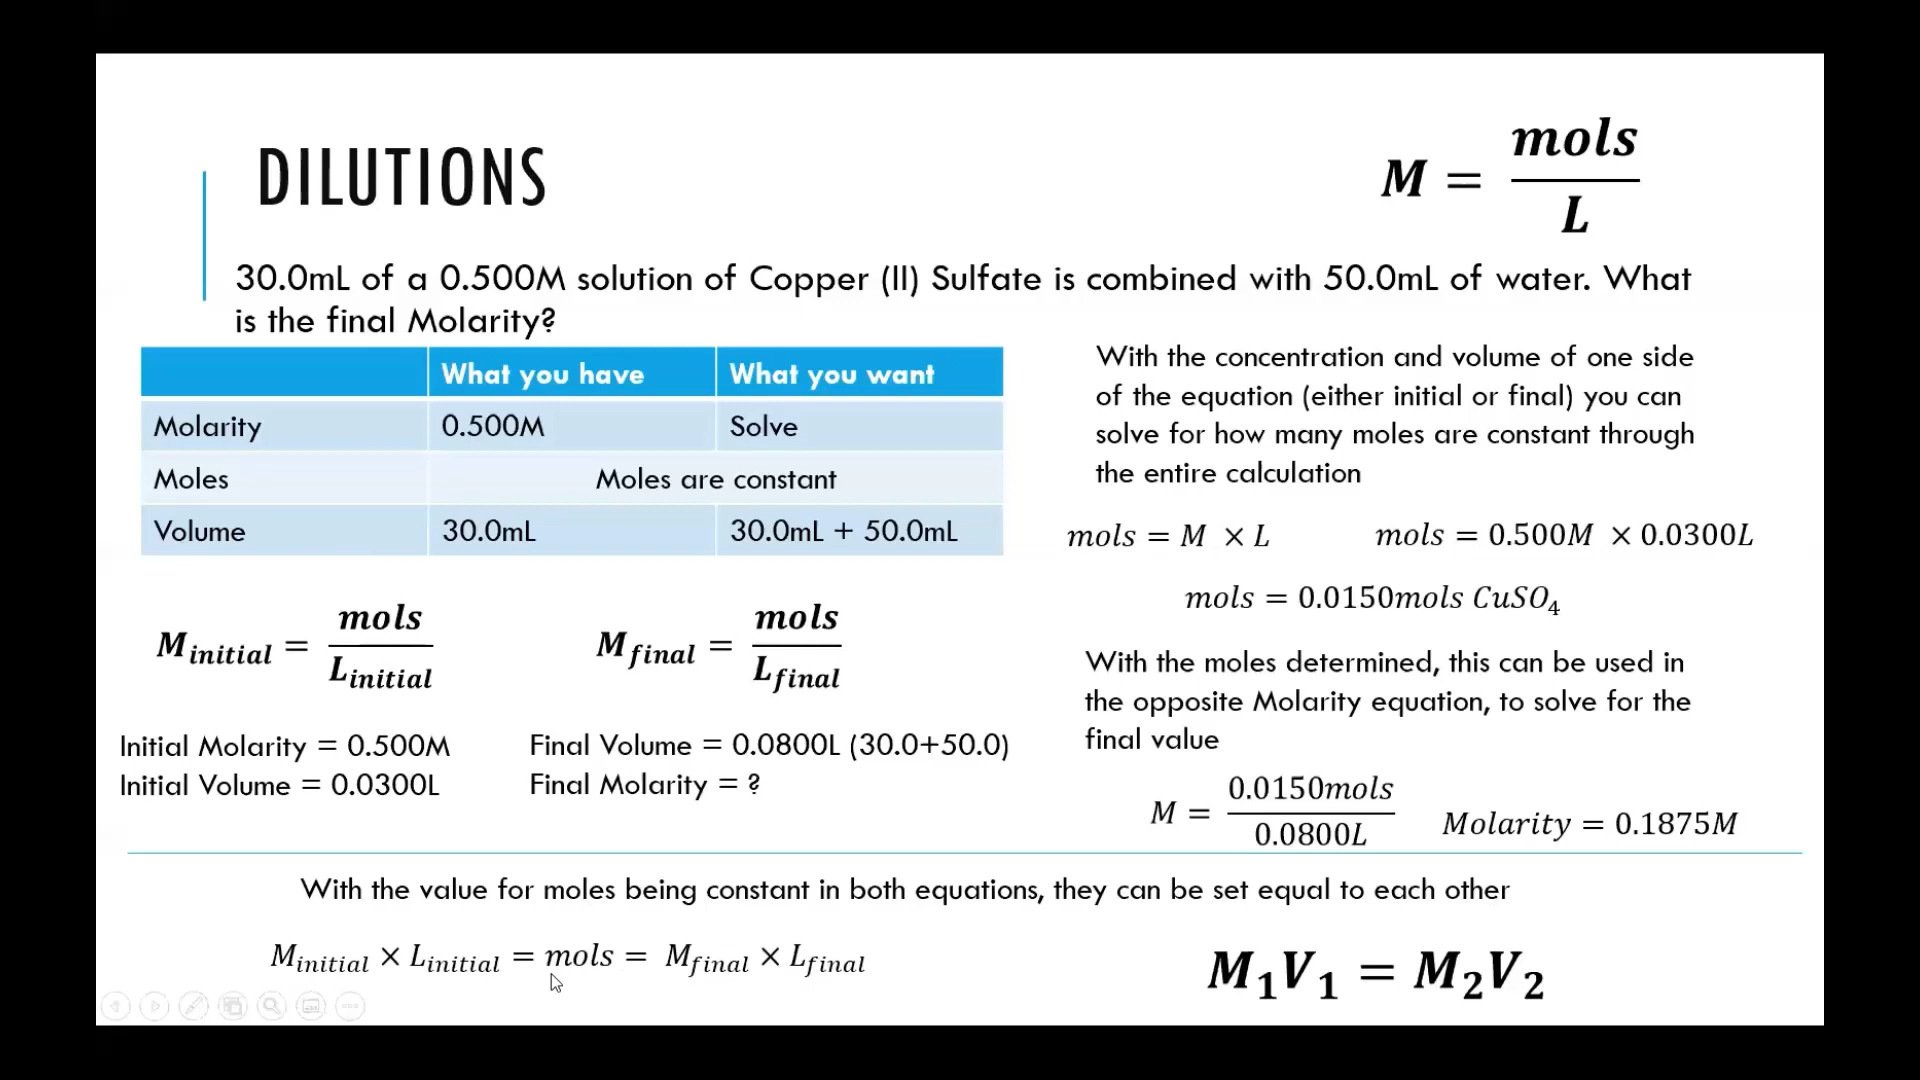 DILUTIONS
M = mols / L
30.0mL of a 0.500M solution of Copper (II) Sulfate is combined with 50.0mL of water. What
is the final Molarity?
What you have What you want
Molarity 0.500M Solve
Moles Moles are constant
Volume 30.0mL 30.0mL + 50.0mL
M_initial = mols / L_initial
M_final = mols / L_final
Initial Molarity = 0.500M
Initial Volume = 0.0300L
Final Volume = 0.0800L (30.0+50.0)
Final Molarity = ?
With the concentration and volume of one side
of the equation (either initial or final) you can
solve for how many moles are constant through
the entire calculation
mols = M × L
mols = 0.500M × 0.0300L
mols = 0.0150mols CuSO₄
With the moles determined, this can be used in
the opposite Molarity equation, to solve for the
final value
M = 0.0150mols / 0.0800L
Molarity = 0.1875M
With the value for moles being constant in both equations, they can be set equal to each other
M_initial × L_initial = mols = M_final × L_final
M₁V₁ = M₂V₂